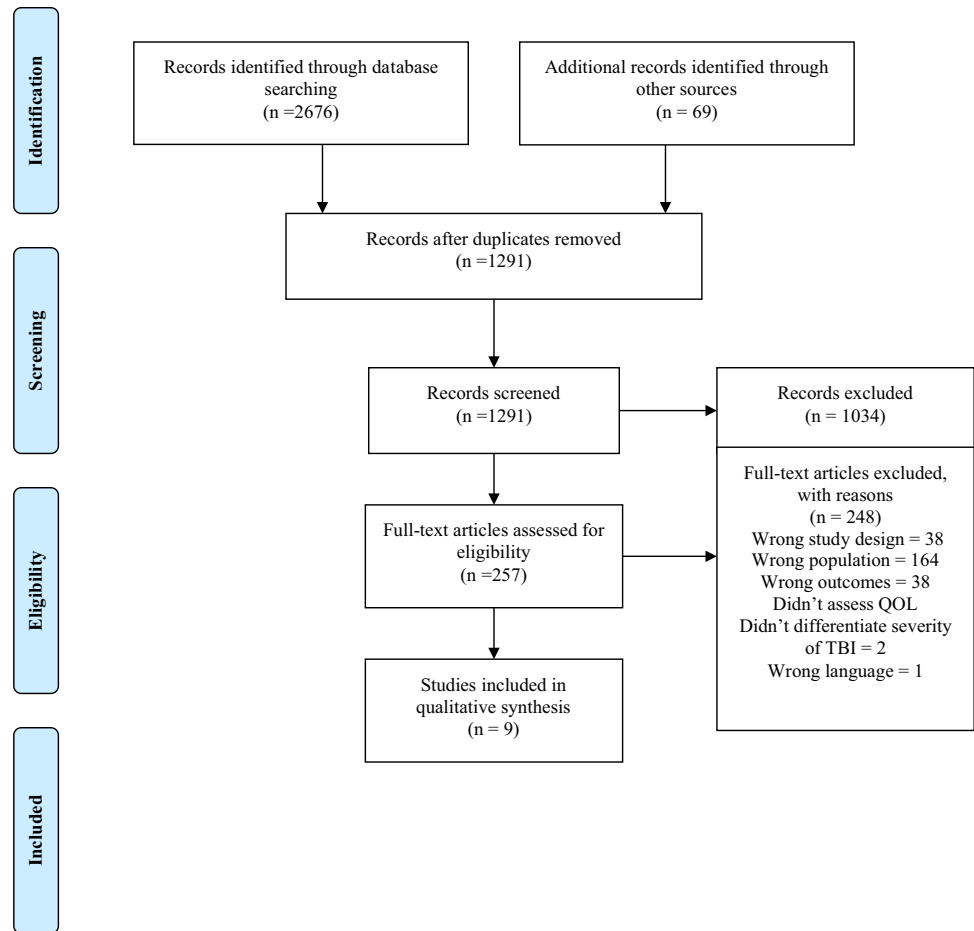 Identification
Records identified through database
searching
(n =2676)
Additional records identified through
other sources
(n = 69)
Records after duplicates removed
(n =1291)
Screening
Records screened
(n =1291)
Records excluded
(n = 1034)
Eligibility
Full-text articles assessed for
eligibility
(n =257)
Full-text articles excluded,
with reasons
(n = 248)
Wrong study design = 38
Wrong population = 164
Wrong outcomes = 38
Didn’t assess QOL
Didn’t differentiate severity
of TBI = 2
Wrong language = 1
Studies included in
qualitative synthesis
(n = 9)
Included